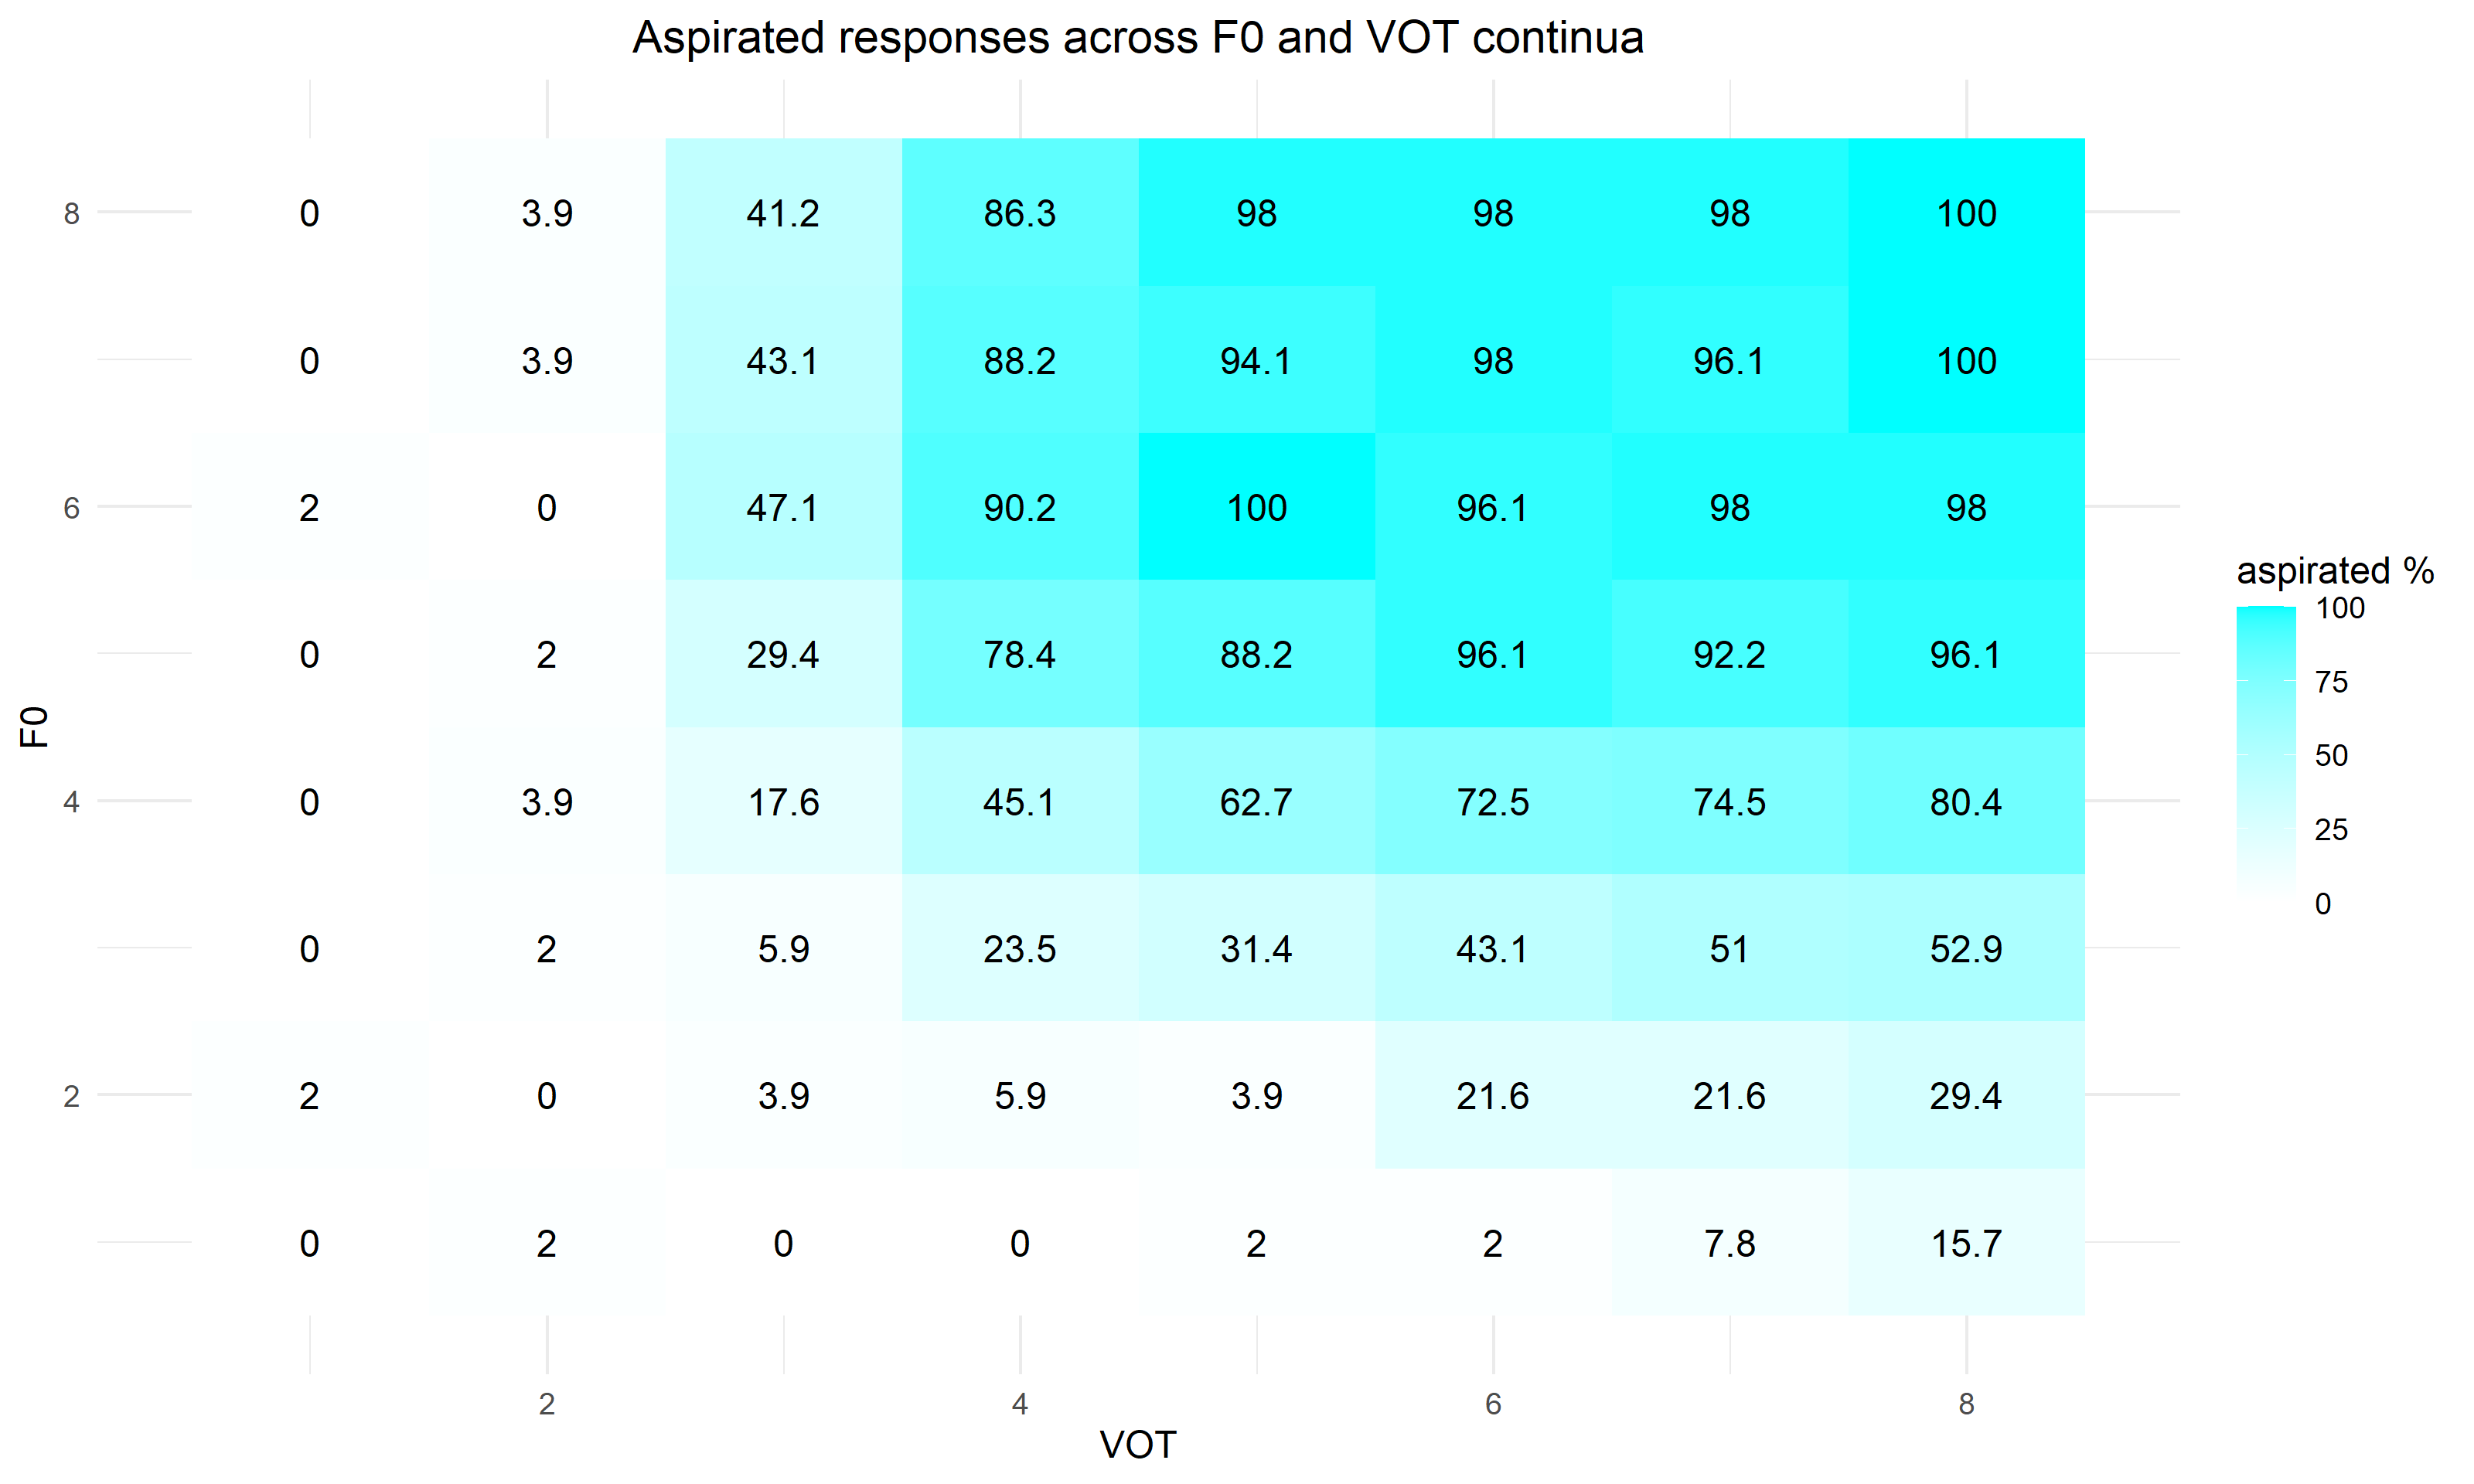 Aspirated responses across F0 and VOT continua
8 0 3.9 41.2 86.3 98 98 98 100
0 3.9 43.1 88.2 94.1 98 96.1 100
6 2 0 47.1 90.2 100 96.1 98 98
0 2 29.4 78.4 88.2 96.1 92.2 96.1
4 0 3.9 17.6 45.1 62.7 72.5 74.5 80.4
0 2 5.9 23.5 31.4 43.1 51 52.9
2 2 0 3.9 5.9 3.9 21.6 21.6 29.4
0 2 0 0 2 2 7.8 15.7
F0
2 4 6 8
VOT
aspirated %
100
75
50
25
0